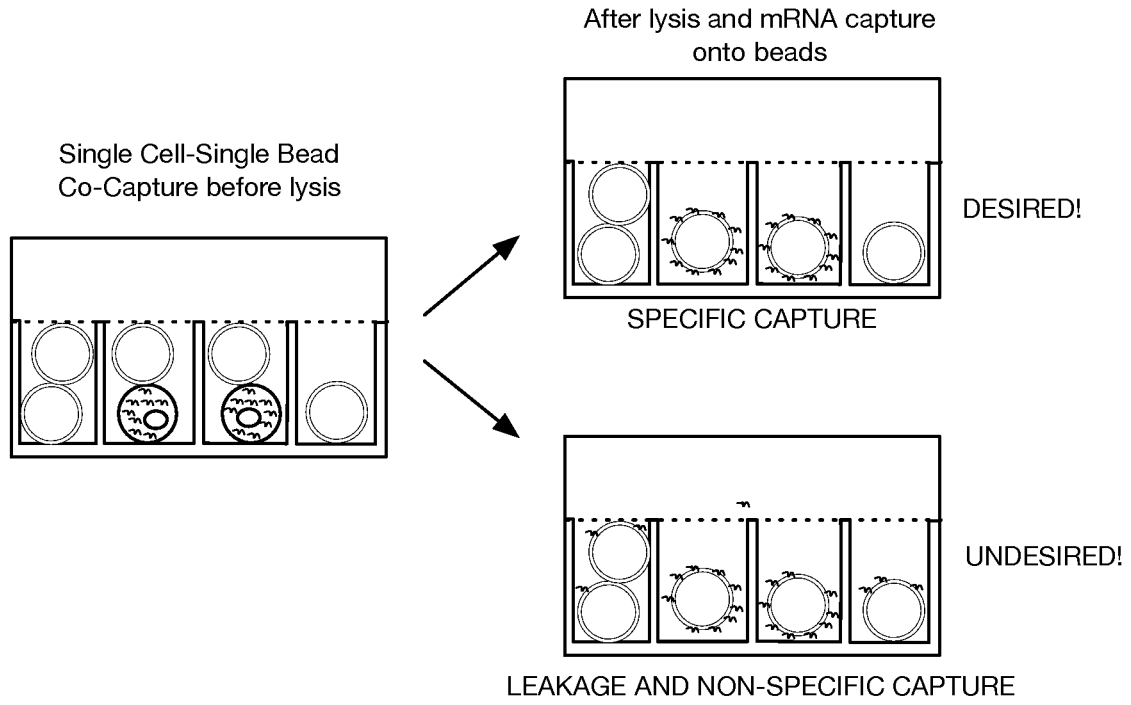 After lysis and mRNA capture
onto beads
Single Cell-Single Bead
Co-Capture before lysis
DESIRED!
SPECIFIC CAPTURE
UNDESIRED!
LEAKAGE AND NON-SPECIFIC CAPTURE